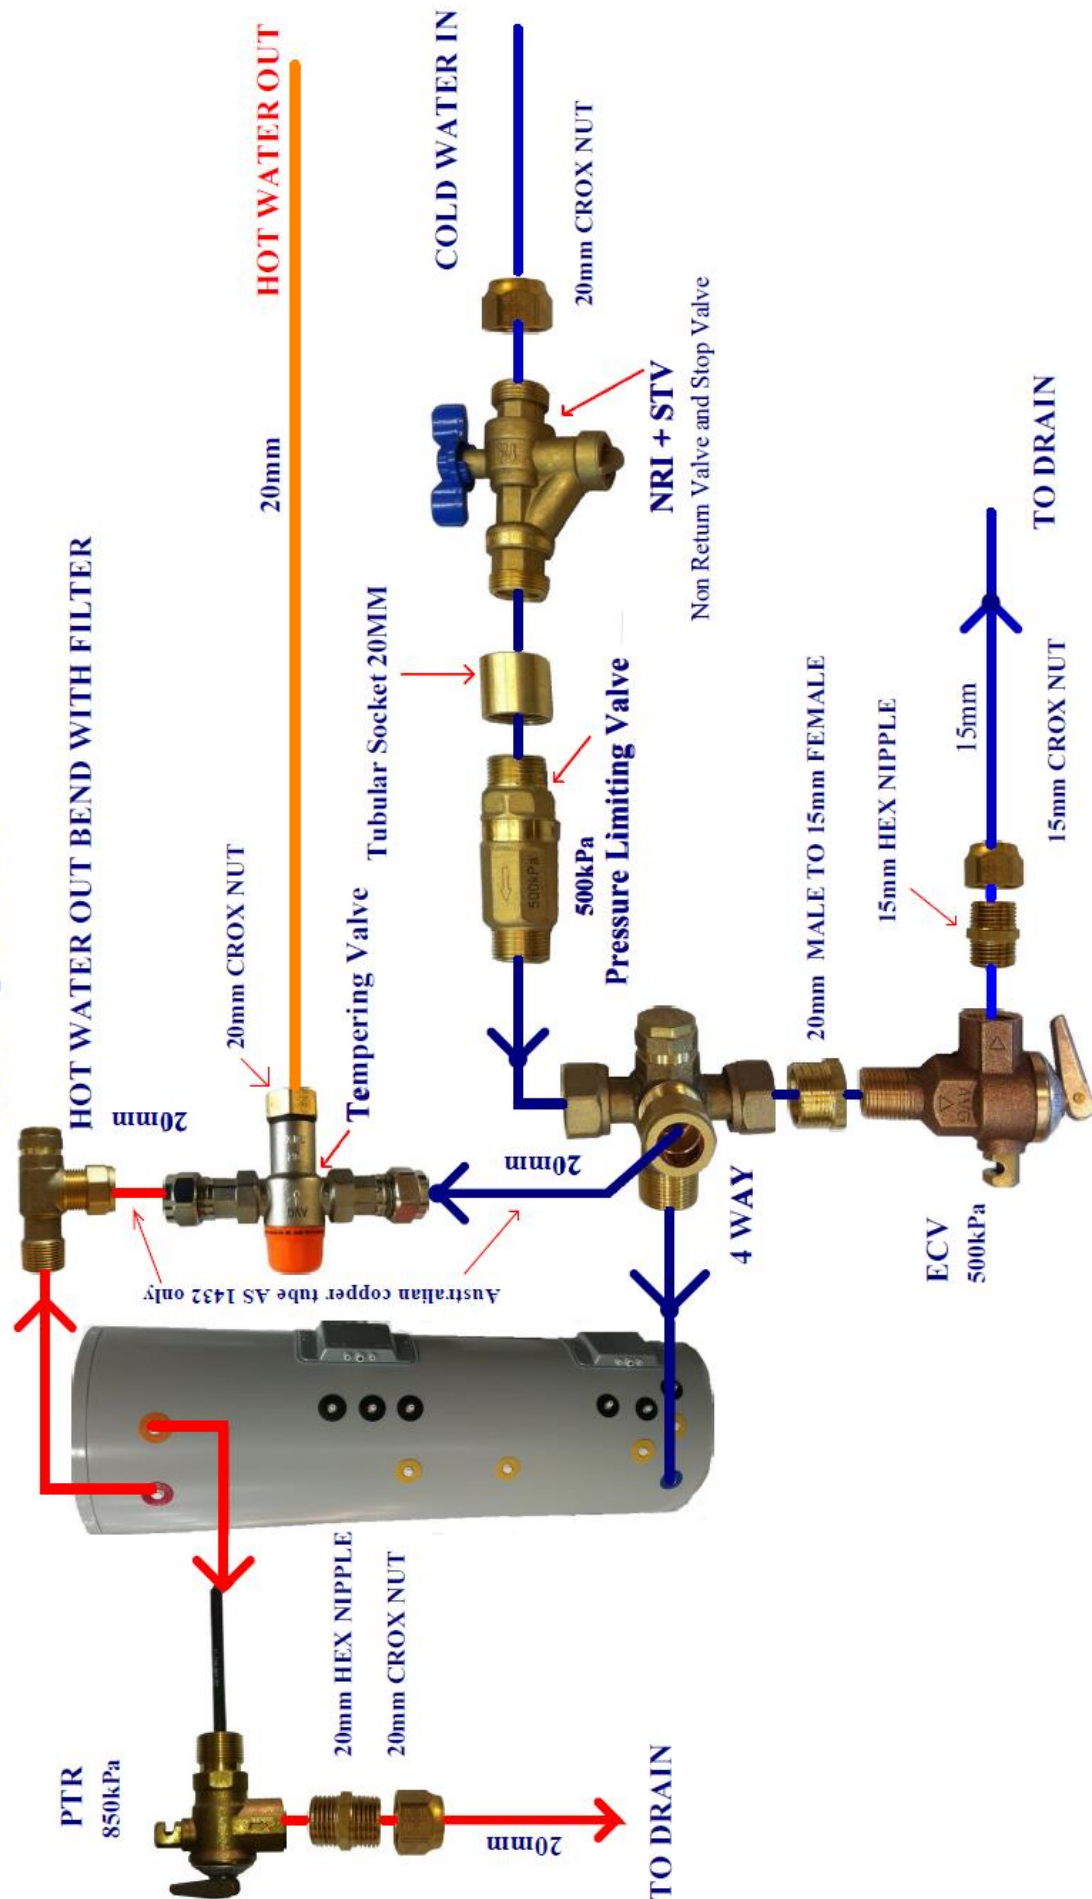 HOT WATER OUT BEND WITH FILTER
HOT WATER OUT
20mm
20mm
20mm CROX NUT
Tempering Valve
Australian copper tube AS 1432 only
COLD WATER IN
20mm CROX NUT
NRI + STV
Non Return Valve and Stop Valve
Tubular Socket 20MM
500kPa
500kPa
Pressure Limiting Valve
20mm
4 WAY
20mm MALE TO 15mm FEMALE
15mm HEX NIPPLE
15mm CROX NUT
15mm
TO DRAIN
ECV
500kPa
AVG
AVG
PTR
850kPa
20mm HEX NIPPLE
20mm CROX NUT
20mm
TO DRAIN